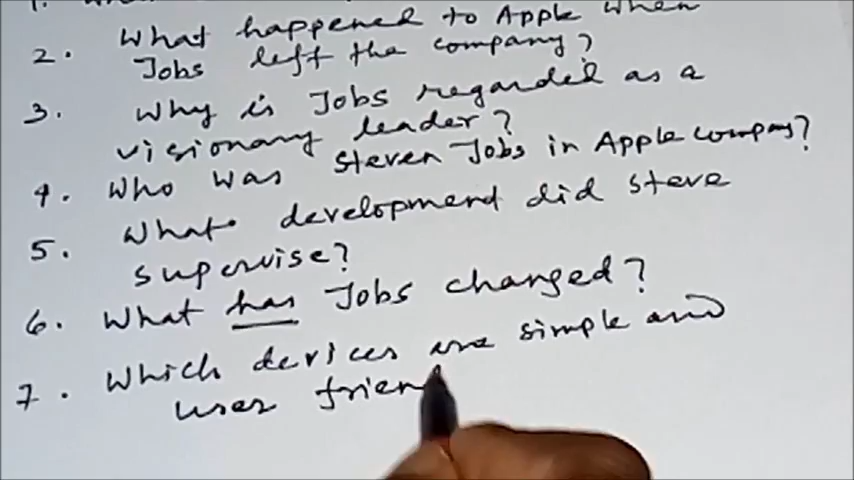 1.
2. What happened to Apple when
Jobs left the company?
3. Why is Jobs regarded as a
visionary leader?
4. Who was Steven Jobs in Apple compay?
5. What development did steve
supervise?
6. What has Jobs changed?
7. Which devices are simple and
user frien